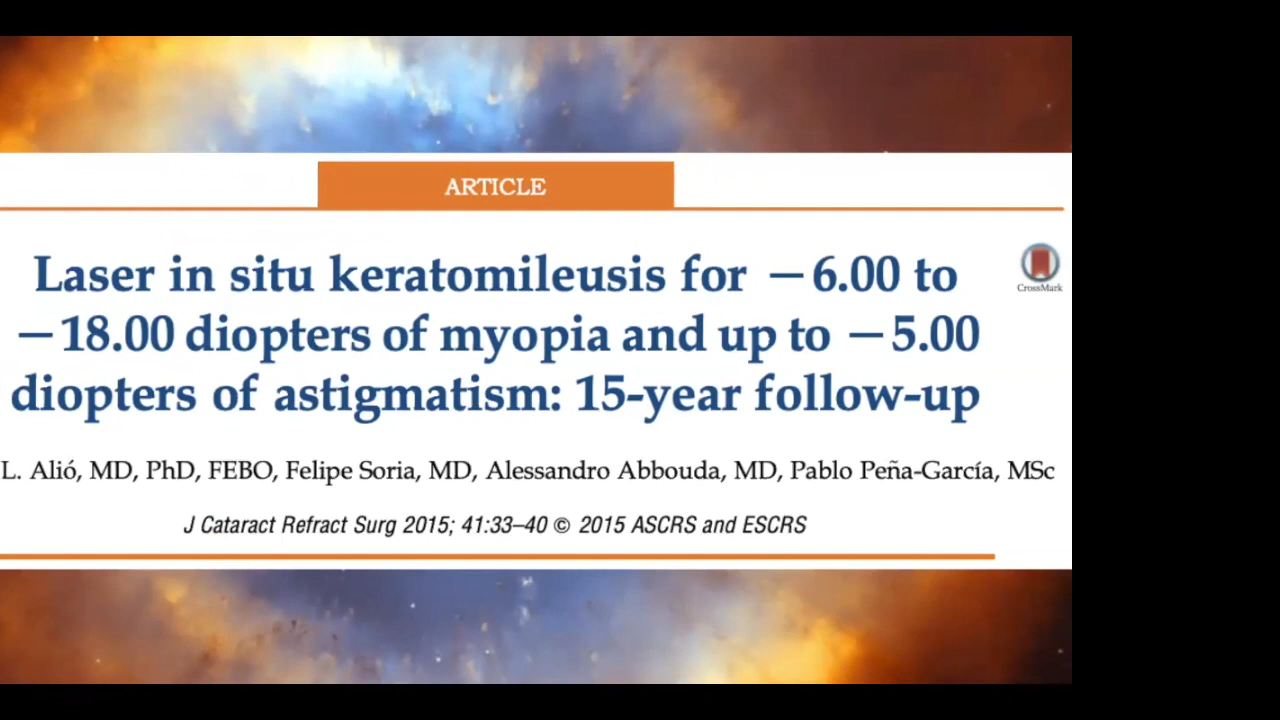 ARTICLE
Laser in situ keratomileusis for −6.00 to
CrossMark
−18.00 diopters of myopia and up to −5.00
diopters of astigmatism: 15-year follow-up
L. Alió, MD, PhD, FEBO, Felipe Soria, MD, Alessandro Abbouda, MD, Pablo Peña-García, MSc
J Cataract Refract Surg 2015; 41:33–40 © 2015 ASCRS and ESCRS